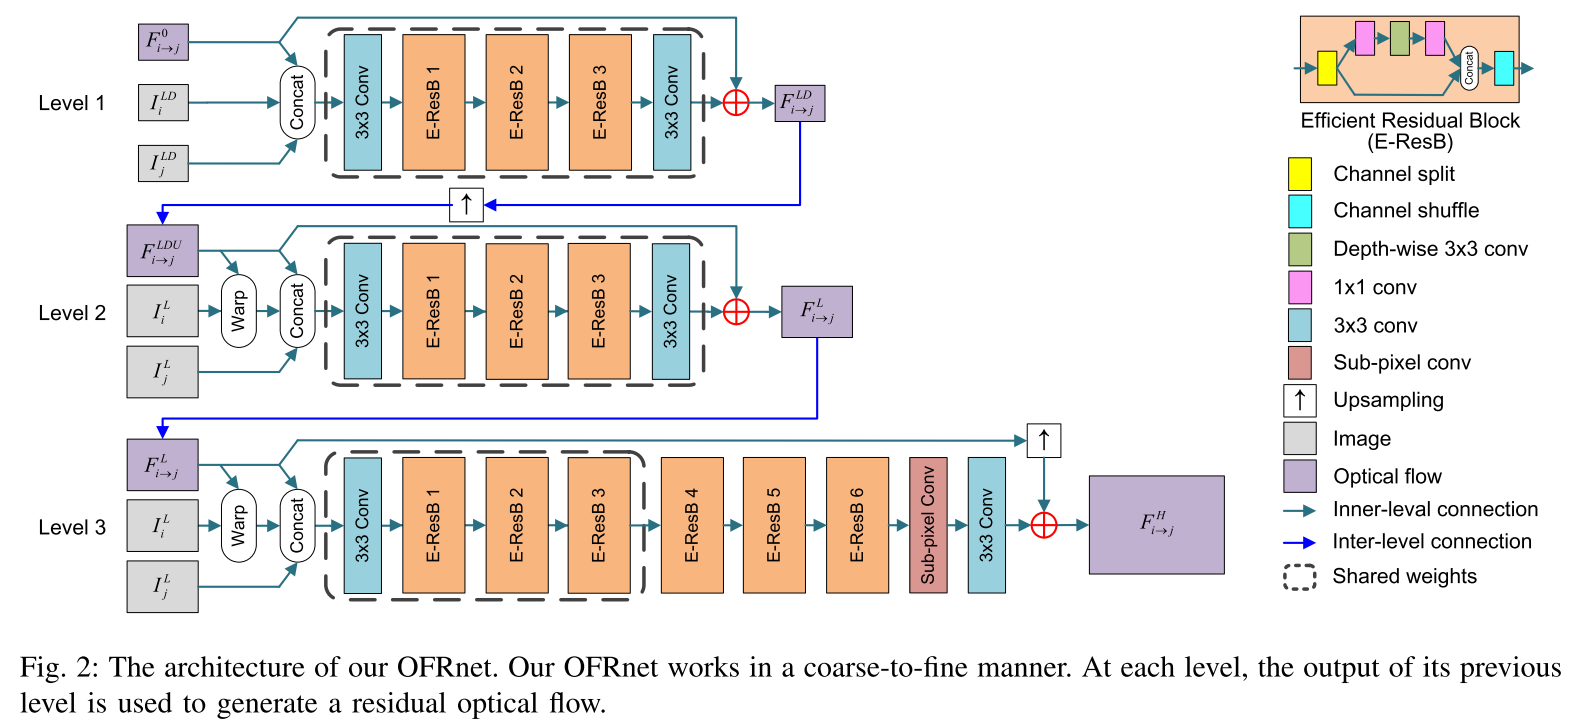 Level 1
F^0_{i→j}
I^{LD}_i
I^{LD}_j
Concat
3x3 Conv
E-ResB 1
E-ResB 2
E-ResB 3
3x3 Conv
F^{LD}_{i→j}
↑
Level 2
F^{LDU}_{i→j}
I^L_i
I^L_j
Warp
Concat
3x3 Conv
E-ResB 1
E-ResB 2
E-ResB 3
3x3 Conv
F^L_{i→j}
Level 3
F^L_{i→j}
I^L_i
I^L_j
Warp
Concat
3x3 Conv
E-ResB 1
E-ResB 2
E-ResB 3
E-ResB 4
E-ResB 5
E-ResB 6
Sub-pixel Conv
3x3 Conv
↑
F^H_{i→j}
Concat
Efficient Residual Block
(E-ResB)
Channel split
Channel shuffle
Depth-wise 3x3 conv
1x1 conv
3x3 conv
Sub-pixel conv
↑ Upsampling
Image
Optical flow
Inner-leval connection
Inter-level connection
Shared weights
Fig. 2: The architecture of our OFRnet. Our OFRnet works in a coarse-to-fine manner. At each level, the output of its previous
level is used to generate a residual optical flow.